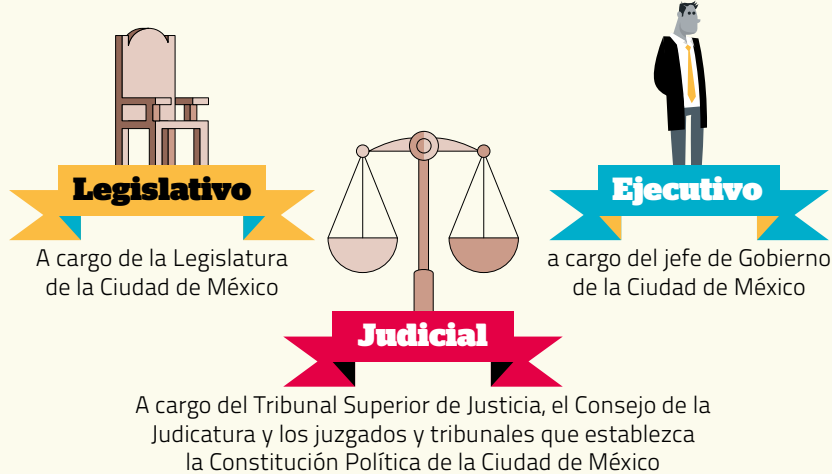 Legislativo
A cargo de la Legislatura
de la Ciudad de México
Ejecutivo
a cargo del jefe de Gobierno
de la Ciudad de México
Judicial
A cargo del Tribunal Superior de Justicia, el Consejo de la
Judicatura y los juzgados y tribunales que establezca
la Constitución Política de la Ciudad de México